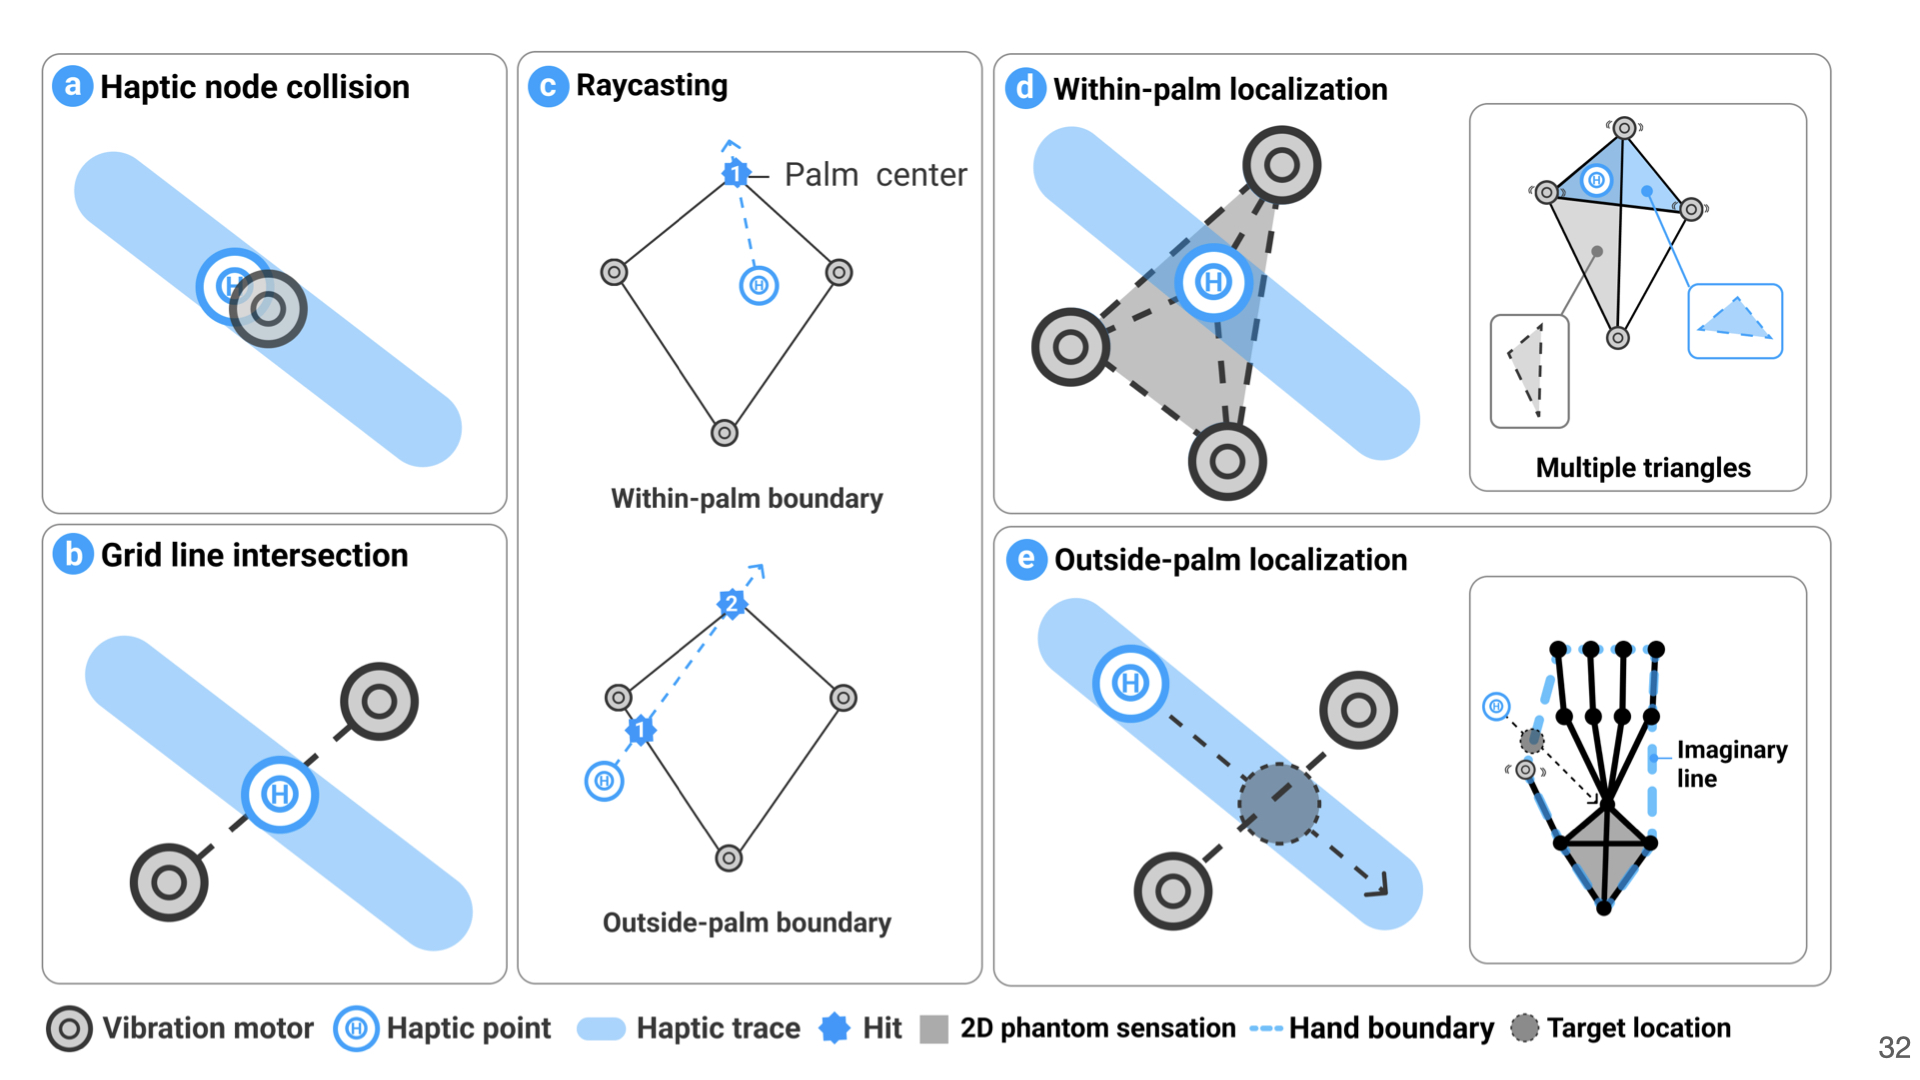 a Haptic node collision
H
b Grid line intersection
H
c Raycasting
1
Palm center
H
Within-palm boundary
2
1
H
Outside-palm boundary
d Within-palm localization
H
H
Multiple triangles
e Outside-palm localization
H
H
Imaginary
line
Vibration motor
H Haptic point
Haptic trace
Hit
2D phantom sensation
Hand boundary
Target location
32